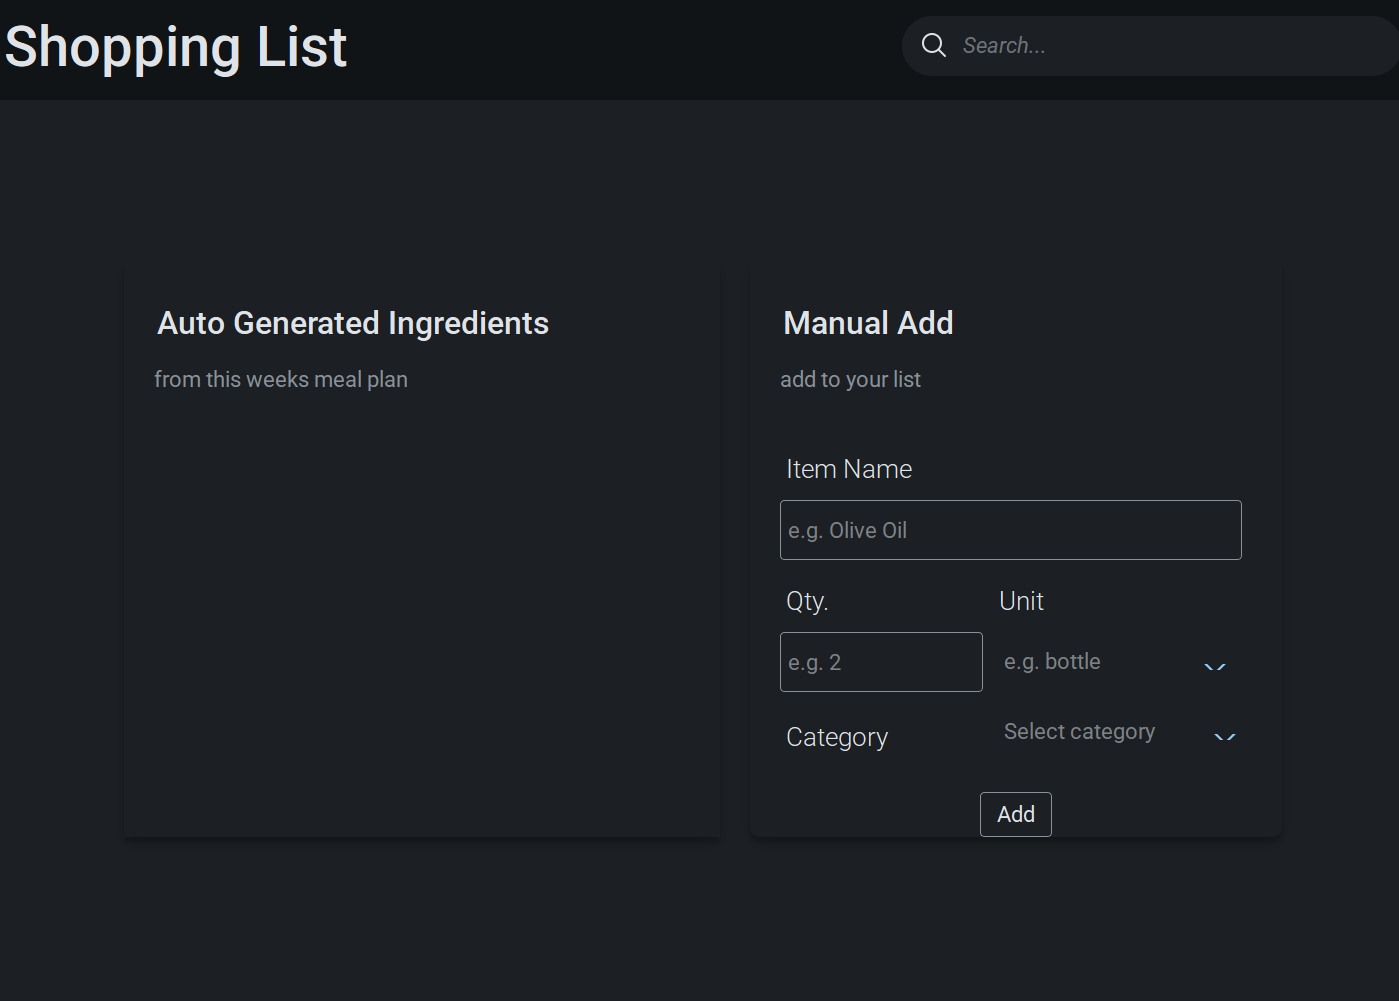 Shopping List
Search...
Auto Generated Ingredients
from this weeks meal plan
Manual Add
add to your list
Item Name
e.g. Olive Oil
Qty.
Unit
e.g. 2
e.g. bottle
Category
Select category
Add